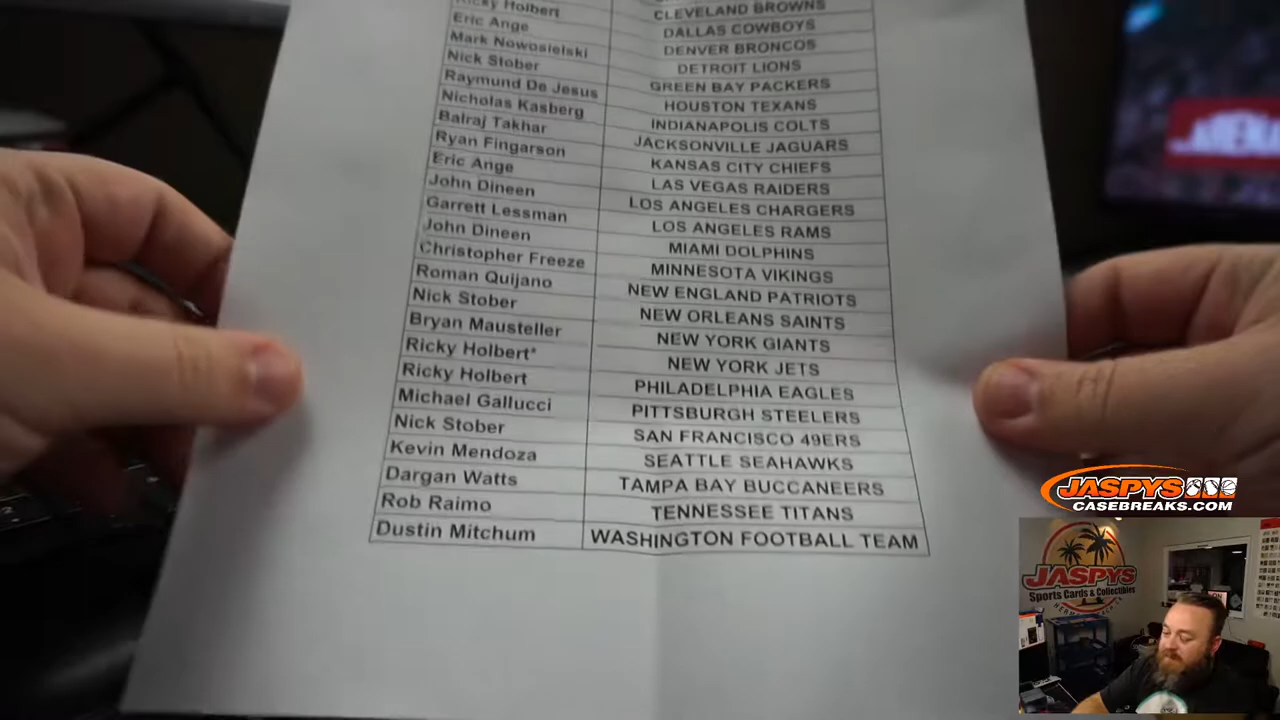 CLEVELAND BROWNS
Holbert DALLAS COWBOYS
Eric Ange DENVER BRONCOS
Mark Nowosielski DETROIT LIONS
Nick Stober GREEN BAY PACKERS
Raymund De Jesus HOUSTON TEXANS
Nicholas Kasberg INDIANAPOLIS COLTS
Balraj Takhar JACKSONVILLE JAGUARS
Ryan Fingarson KANSAS CITY CHIEFS
Eric Ange LAS VEGAS RAIDERS
John Dineen LOS ANGELES CHARGERS
Garrett Lessman LOS ANGELES RAMS
John Dineen MIAMI DOLPHINS
Christopher Freeze MINNESOTA VIKINGS
Roman Quijano NEW ENGLAND PATRIOTS
Nick Stober NEW ORLEANS SAINTS
Bryan Mausteller NEW YORK GIANTS
Ricky Holbert* NEW YORK JETS
Ricky Holbert PHILADELPHIA EAGLES
Michael Gallucci PITTSBURGH STEELERS
Nick Stober SAN FRANCISCO 49ERS
Kevin Mendoza SEATTLE SEAHAWKS
Dargan Watts TAMPA BAY BUCCANEERS
Rob Raimo TENNESSEE TITANS
Dustin Mitchum WASHINGTON FOOTBALL TEAM
JASPYS
CASEBREAKS.COM
JASPYS
Sports Cards & Collectibles